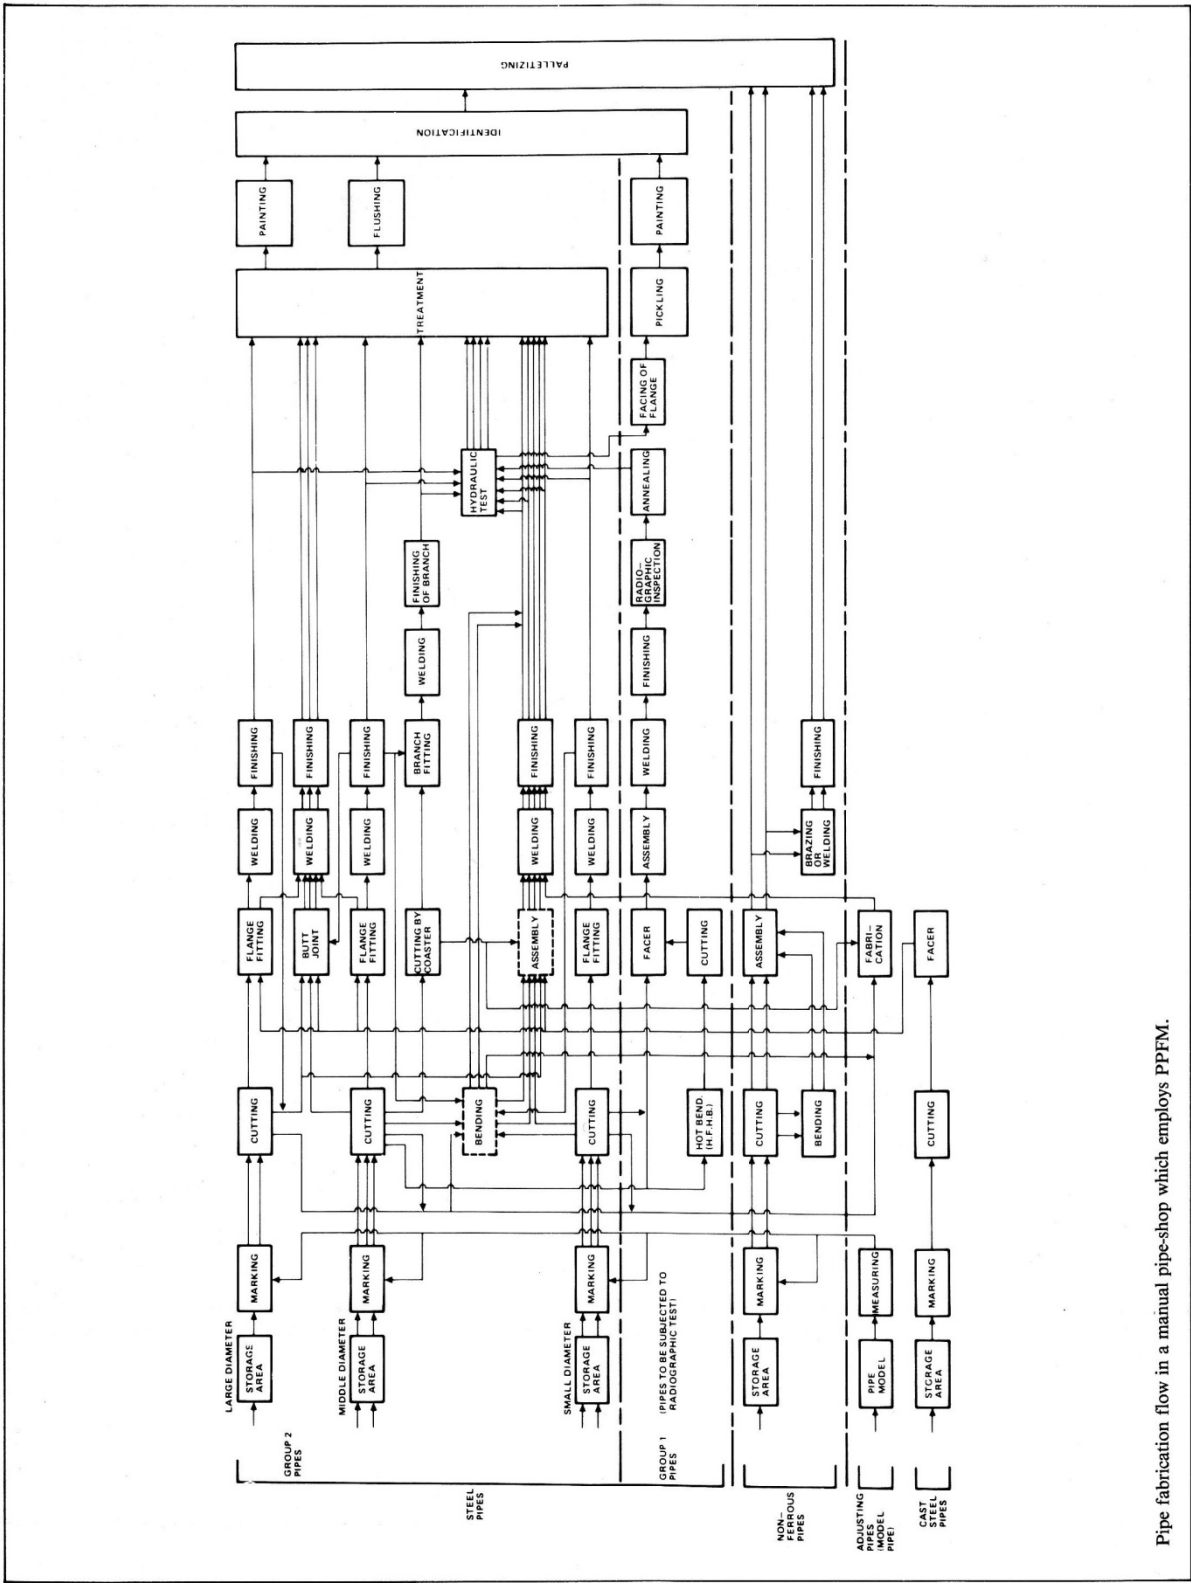 PALLETIZING
IDENTIFICATION
PAINTING
FLUSHING
PAINTING
TREATMENT
PICKLING
FACING OF
FLANGE
HYDRAULIC
TEST
ANNEALING
FINISHING
OF BRANCH
RADIO-
GRAPHIC
INSPECTION
WELDING
FINISHING
FINISHING
FINISHING
FINISHING
BRANCH
FITTING
FINISHING
FINISHING
WELDING
FINISHING
WELDING
WELDING
WELDING
WELDING
WELDING
ASSEMBLY
BRAZING
OR
WELDING
FLANGE
FITTING
BUTT
JOINT
FLANGE
FITTING
CUTTING BY
COASTER
ASSEMBLY
FLANGE
FITTING
FACER
CUTTING
ASSEMBLY
FABRI-
CATION
FACER
CUTTING
CUTTING
BENDING
CUTTING
HOT BEND.
(H.F.H.B.)
CUTTING
BENDING
CUTTING
MARKING
MARKING
MARKING
MARKING
MEASURING
MARKING
LARGE DIAMETER
STORAGE
AREA
MIDDLE DIAMETER
STORAGE
AREA
SMALL DIAMETER
STORAGE
AREA
(PIPES TO BE SUBJECTED TO
RADIOGRAPHIC TEST)
STORAGE
AREA
PIPE
MODEL
STORAGE
AREA
GROUP 2
PIPES
GROUP 1
PIPES
STEEL
PIPES
NON-
FERROUS
PIPES
ADJUSTING
PIPES
(MODEL
PIPE)
CAST
STEEL
PIPES
Pipe fabrication flow in a manual pipe-shop which employs PPFM.